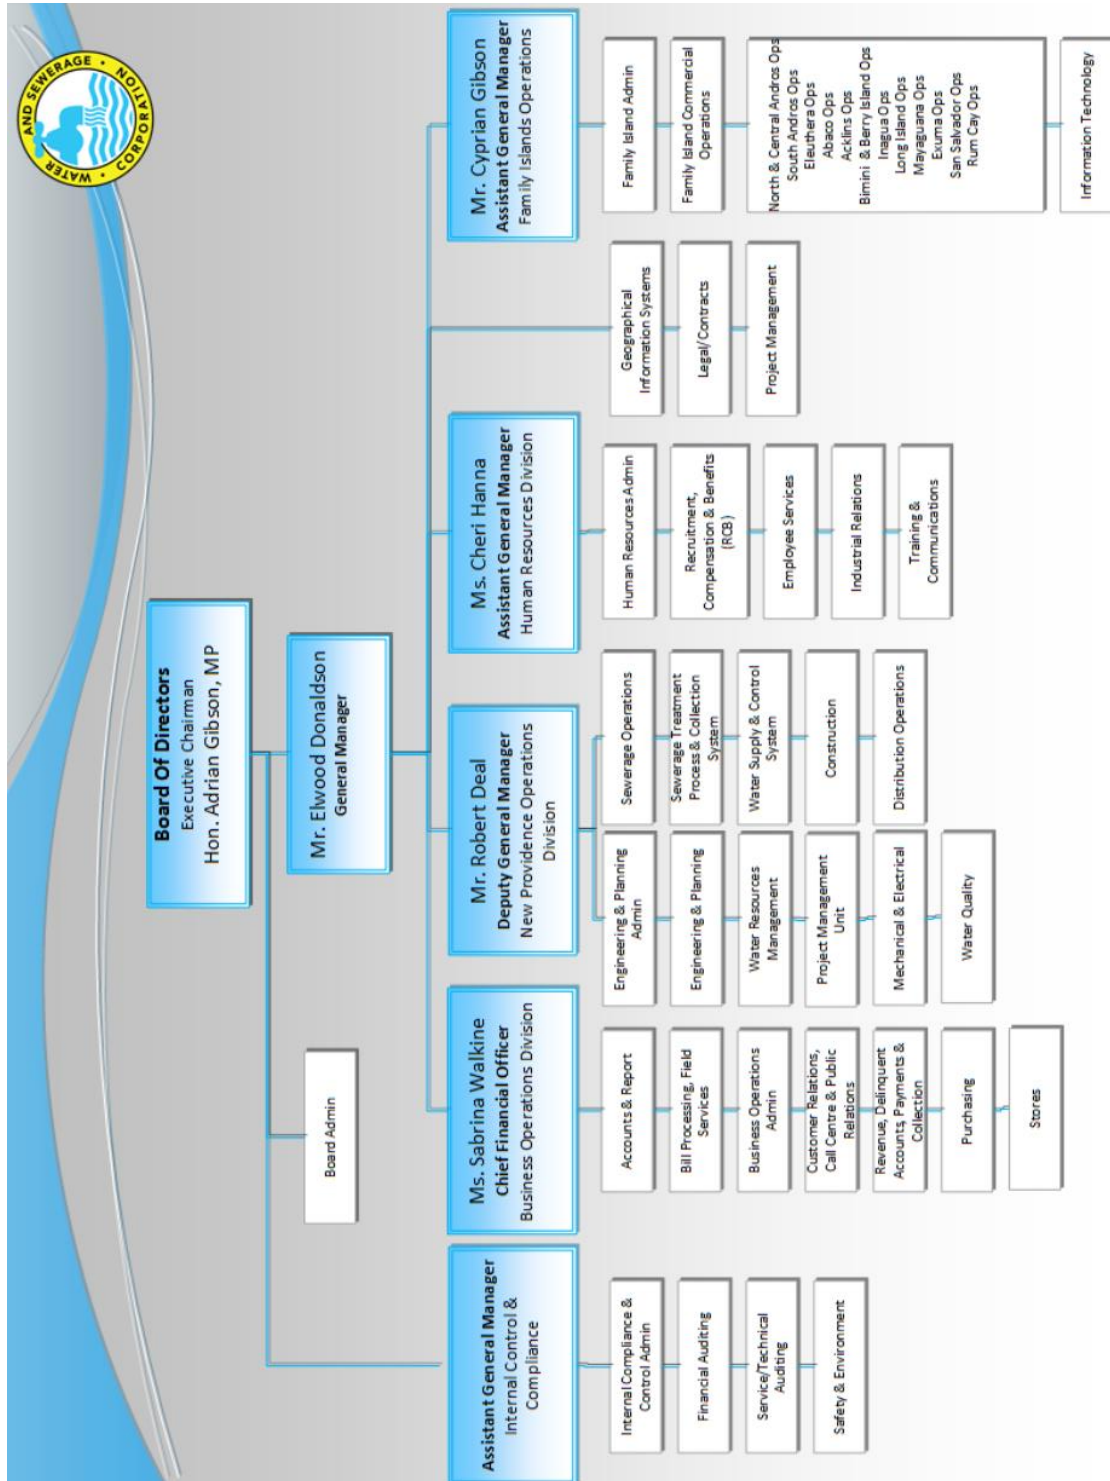 WATER AND SEWERAGE
CORPORATION
Board Of Directors
Executive Chairman
Hon. Adrian Gibson, MP
Board Admin
Mr. Elwood Donaldson
General Manager
Assistant General Manager
Internal Control &
Compliance
Ms. Sabrina Walkine
Chief Financial Officer
Business Operations Division
Mr. Robert Deal
Deputy General Manager
New Providence Operations
Division
Ms. Cheri Hanna
Assistant General Manager
Human Resources Division
Mr. Cyprian Gibson
Assistant General Manager
Family Islands Operations
Internal Compliance &
Control Admin
Financial Auditing
Service/Technical
Auditing
Safety & Environment
Accounts & Report
Bill Processing, Field
Services
Business Operations
Admin
Customer Relations,
Call Centre & Public
Relations
Revenue, Delinquent
Accounts, Payments &
Collection
Purchasing
Stores
Engineering & Planning
Admin
Engineering & Planning
Water Resources
Management
Project Management
Unit
Mechanical & Electrical
Water Quality
Sewerage Operations
Sewerage Treatment
Process & Collection
System
Water Supply & Control
System
Construction
Distribution Operations
Human Resources Admin
Recruitment,
Compensation & Benefits
(RCB)
Employee Services
Industrial Relations
Training &
Communications
Geographical
Information Systems
Legal/Contracts
Project Management
Family Island Admin
Family Island Commercial
Operations
North & Central Andros Ops
South Andros Ops
Eleuthera Ops
Abaco Ops
Acklins Ops
Bimini & Berry Island Ops
Inagua Ops
Long Island Ops
Mayaguana Ops
Exuma Ops
San Salvador Ops
Rum Cay Ops
Information Technology